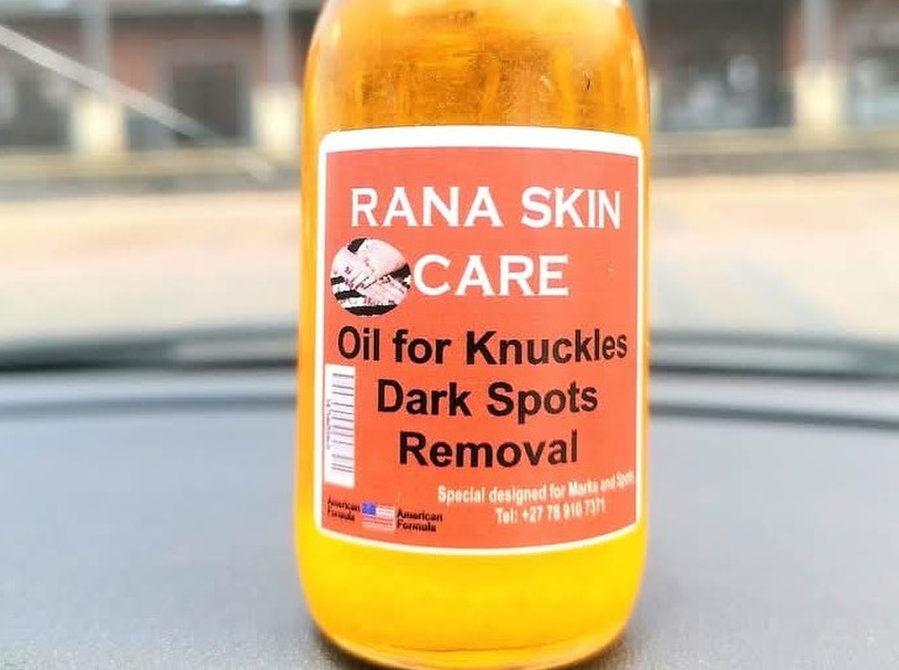 RANA SKIN
CARE
Oil for Knuckles
Dark Spots
Removal
Special designed for Marks and Spots
Tel: +27 78 910 7371
American
Formula
American
Formula